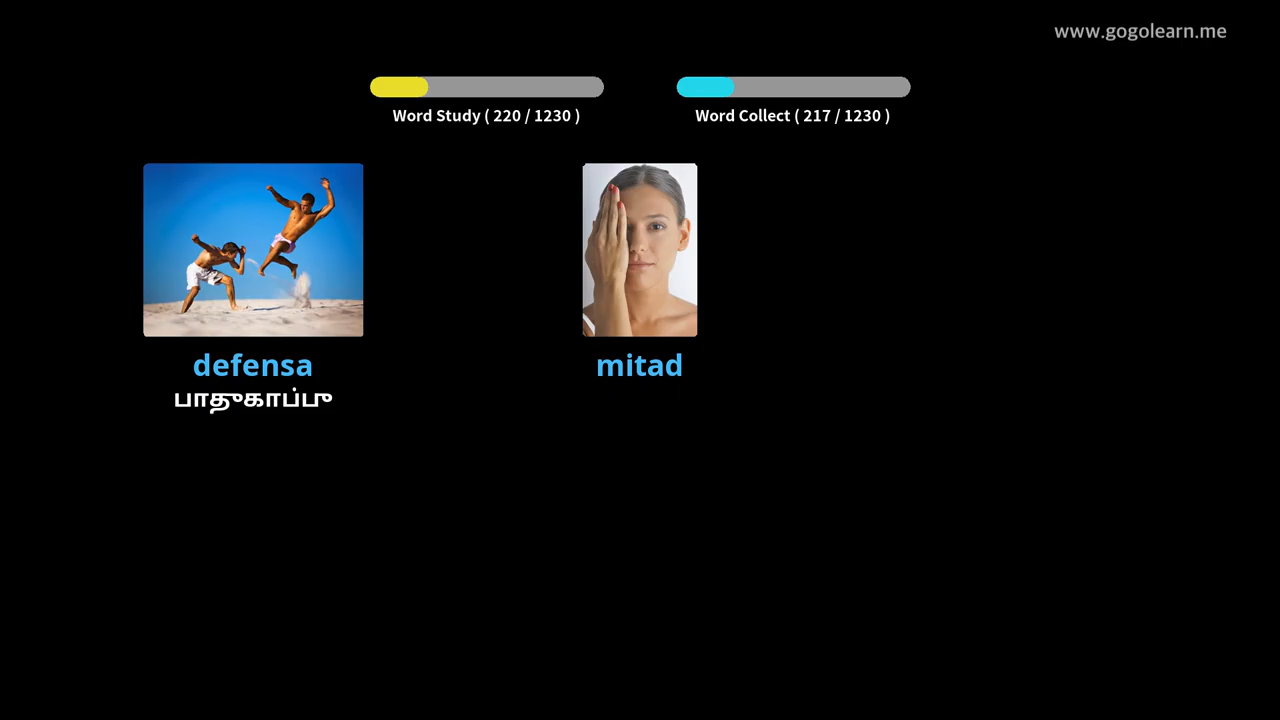 www.gogolearn.me
Word Study ( 220 / 1230 )
Word Collect ( 217 / 1230 )
defensa
பாதுகாப்பு
mitad